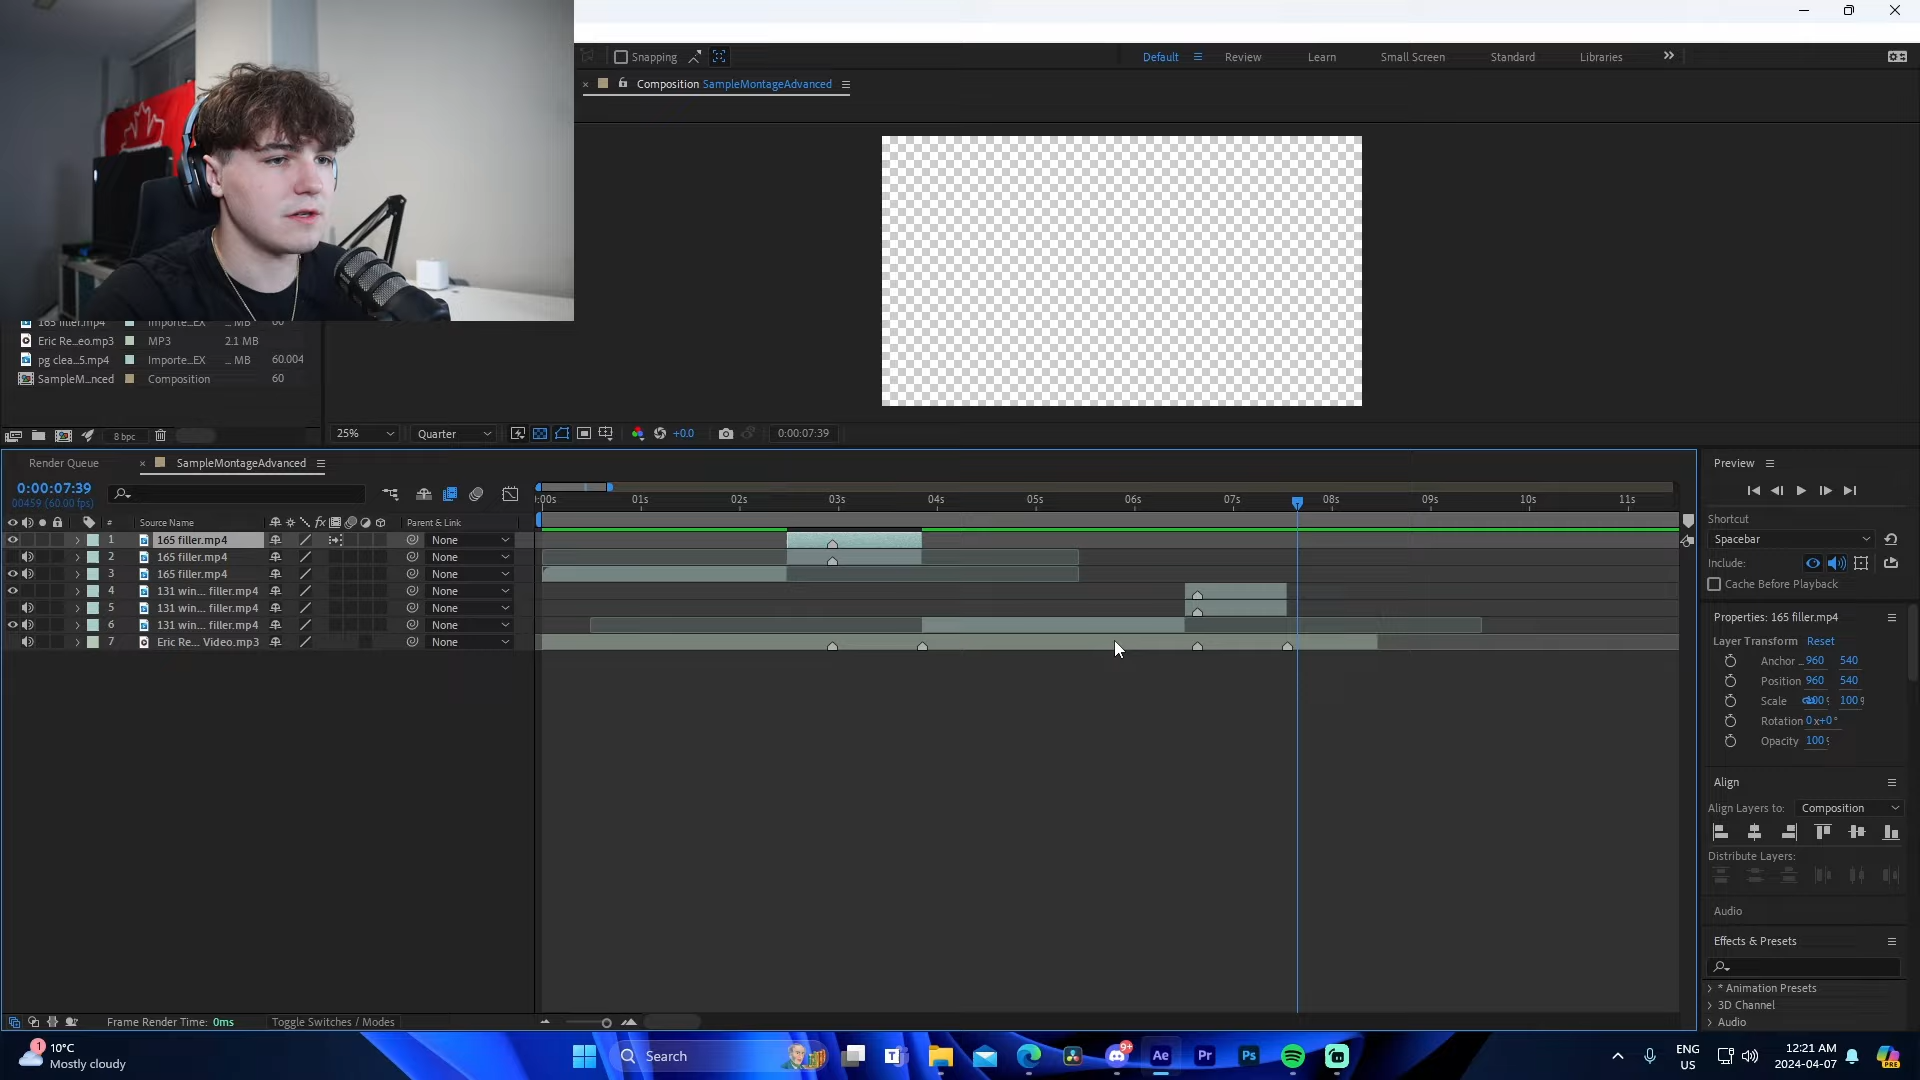 Snapping
Default
Review
Learn
Small Screen
Standard
Libraries
Composition SampleMontageAdvanced
165 filler.mp4 Importe...EX ... MB 60
Eric Re...eo.mp3 MP3 2.1 MB
pg clea...5.mp4 Importe...EX ... MB 60.004
SampleM...nced Composition 60
8 bpc
25%
Quarter
+0.0
0:00:07:39
Render Queue
SampleMontageAdvanced
0:00:07:39
00459 (60.00 fps)
:00s 01s 02s 03s 04s 05s 06s 07s 08s 09s 10s 11s
# Source Name fx Parent & Link
1 165 filler.mp4 None
2 165 filler.mp4 None
3 165 filler.mp4 None
4 131 win... filler.mp4 None
5 131 win... filler.mp4 None
6 131 win... filler.mp4 None
7 Eric Re... Video.mp3 None
Frame Render Time: 0ms
Toggle Switches / Modes
Preview
Shortcut
Spacebar
Include:
Cache Before Playback
Properties: 165 filler.mp4
Layer Transform Reset
Anchor ... 960 540
Position 960 540
Scale 100 100
Rotation 0x+0°
Opacity 100
Align
Align Layers to: Composition
Distribute Layers:
Audio
Effects & Presets
* Animation Presets
3D Channel
Audio
1
10°C
Mostly cloudy
Search
T
9+
Ae
Pr
Ps
ENG
US
12:21 AM
2024-04-07
PRE